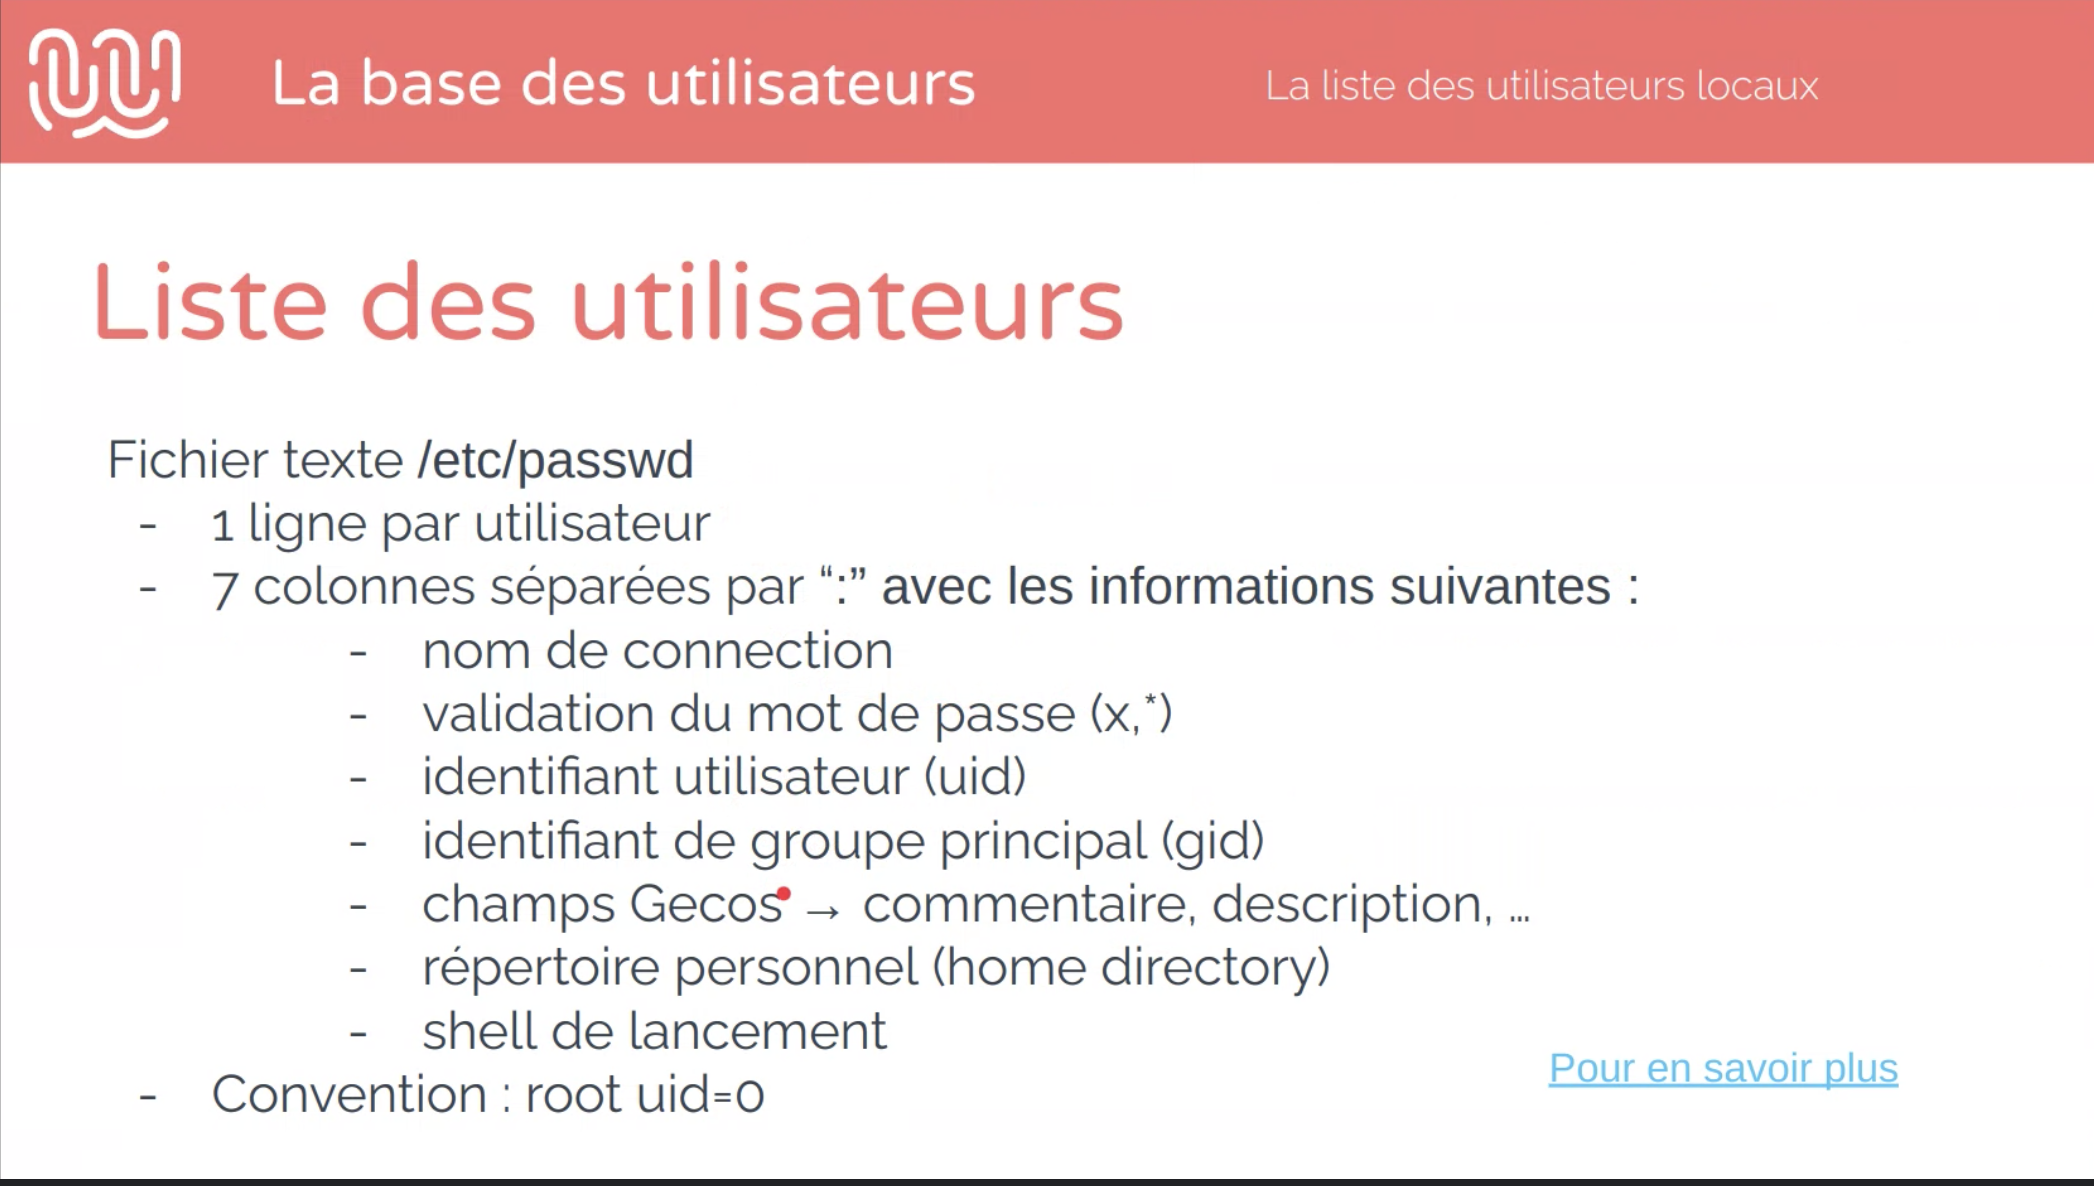 La base des utilisateurs
La liste des utilisateurs locaux
Liste des utilisateurs
Fichier texte /etc/passwd
- 1 ligne par utilisateur
- 7 colonnes séparées par “:” avec les informations suivantes :
- nom de connection
- validation du mot de passe (x,*)
- identifiant utilisateur (uid)
- identifiant de groupe principal (gid)
- champs Gecos → commentaire, description, ...
- répertoire personnel (home directory)
- shell de lancement
- Convention : root uid=0
Pour en savoir plus